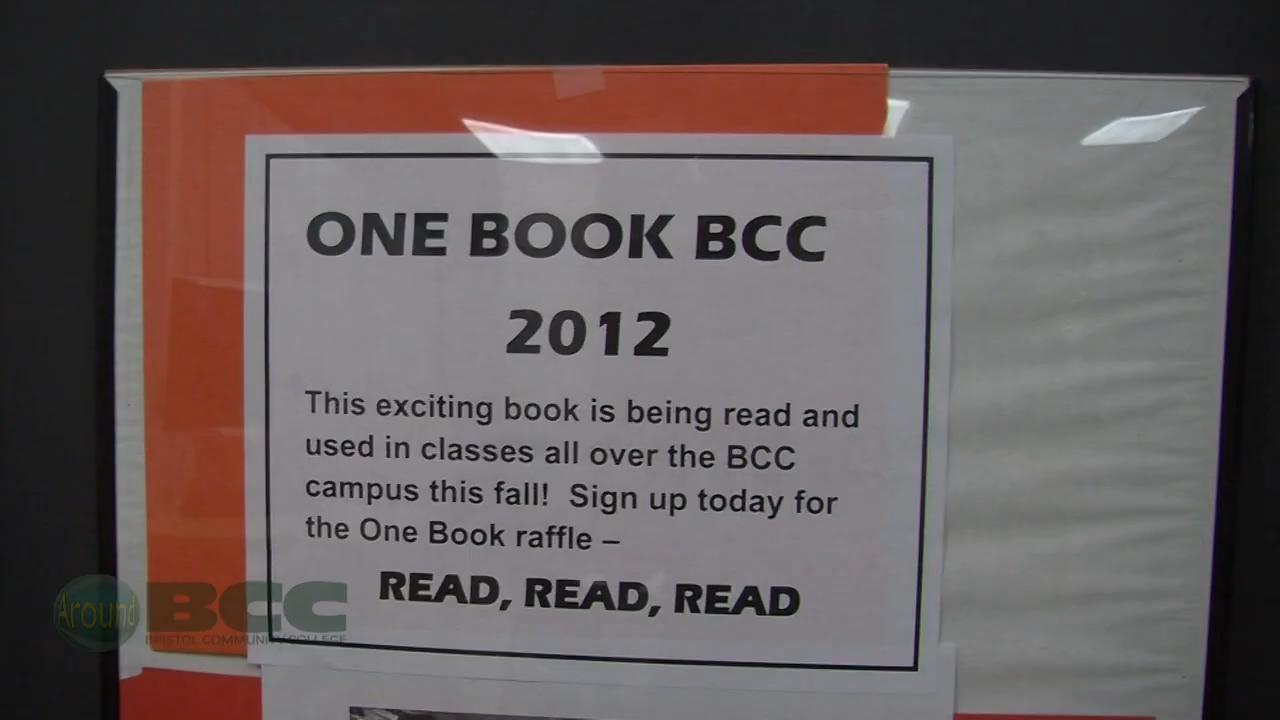 ONE BOOK BCC
2012
This exciting book is being read and
used in classes all over the BCC
campus this fall!  Sign up today for
the One Book raffle –
READ, READ, READ
Around BCC
BRISTOL COMMUNITY COLLEGE